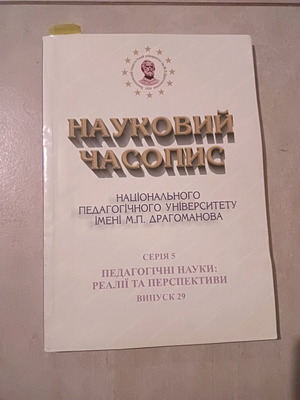 НАУКОВИЙ
ЧАСОПИС
НАЦІОНАЛЬНОГО
ПЕДАГОГІЧНОГО УНІВЕРСИТЕТУ
ІМЕНІ М.П. ДРАГОМАНОВА
СЕРІЯ 5
ПЕДАГОГІЧНІ НАУКИ:
РЕАЛІЇ ТА ПЕРСПЕКТИВИ
ВИПУСК 29